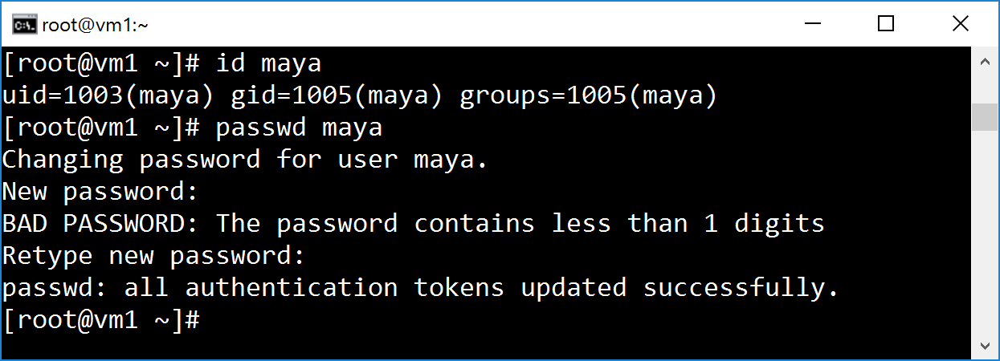 root@vm1:~
[root@vm1 ~]# id maya
uid=1003(maya) gid=1005(maya) groups=1005(maya)
[root@vm1 ~]# passwd maya
Changing password for user maya.
New password:
BAD PASSWORD: The password contains less than 1 digits
Retype new password:
passwd: all authentication tokens updated successfully.
[root@vm1 ~]#